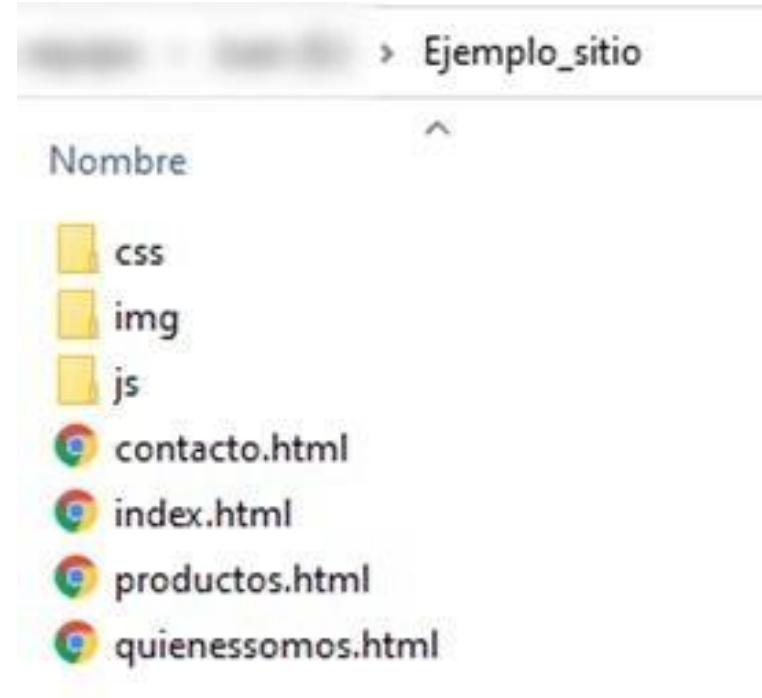 > Ejemplo_sitio
Nombre
css
img
js
contacto.html
index.html
productos.html
quienessomos.html